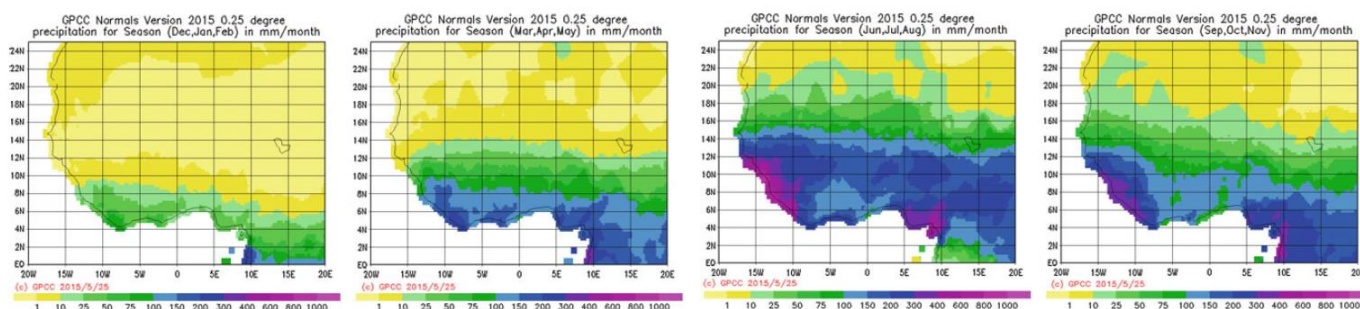 GPCC Normals Version 2015 0.25 degree
precipitation for Season (Dec,Jan,Feb) in mm/month
24N
22N
20N
18N
16N
14N
12N
10N
8N
6N
4N
2N
EQ
20W 15W 10W 5W 0 5E 10E 15E 20E
(c) GPCC 2015/5/25
1 10 25 50 75 100 150 200 300 400 600 800 1000
GPCC Normals Version 2015 0.25 degree
precipitation for Season (Mar,Apr,May) in mm/month
24N
22N
20N
18N
16N
14N
12N
10N
8N
6N
4N
2N
EQ
20W 15W 10W 5W 0 5E 10E 15E 20E
(c) GPCC 2015/5/25
1 10 25 50 75 100 150 200 300 400 600 800 1000
GPCC Normals Version 2015 0.25 degree
precipitation for Season (Jun,Jul,Aug) in mm/month
24N
22N
20N
18N
16N
14N
12N
10N
8N
6N
4N
2N
EQ
20W 15W 10W 5W 0 5E 10E 15E 20E
(c) GPCC 2015/5/25
1 10 25 50 75 100 150 200 300 400 600 800 1000
GPCC Normals Version 2015 0.25 degree
precipitation for Season (Sep,Oct,Nov) in mm/month
24N
22N
20N
18N
16N
14N
12N
10N
8N
6N
4N
2N
EQ
20W 15W 10W 5W 0 5E 10E 15E 20E
(c) GPCC 2015/5/25
1 10 25 50 75 100 150 200 300 400 600 800 1000